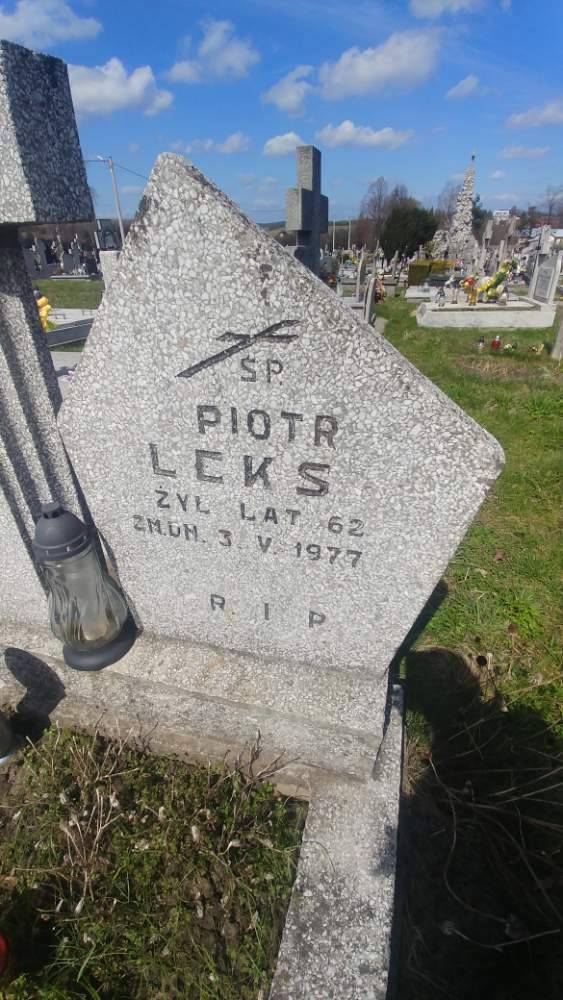 ŚP.
PIOTR
LEKS
ŻYŁ LAT 62
ZM.DN. 3.V.1977
R I P